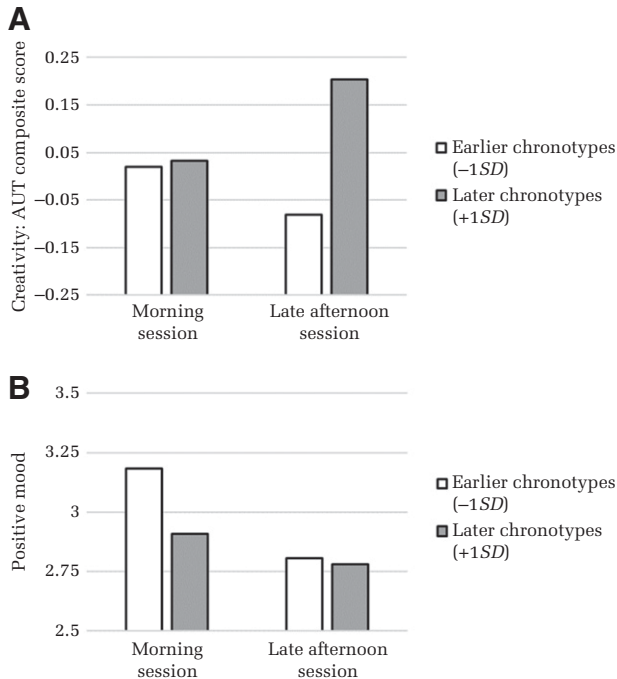 A
Creativity: AUT composite score
0.25
0.15
0.05
−0.05
−0.15
−0.25
Morning
session
Late afternoon
session
Earlier chronotypes
(−1SD)
Later chronotypes
(+1SD)
B
Positive mood
3.5
3.25
3
2.75
2.5
Morning
session
Late afternoon
session
Earlier chronotypes
(−1SD)
Later chronotypes
(+1SD)